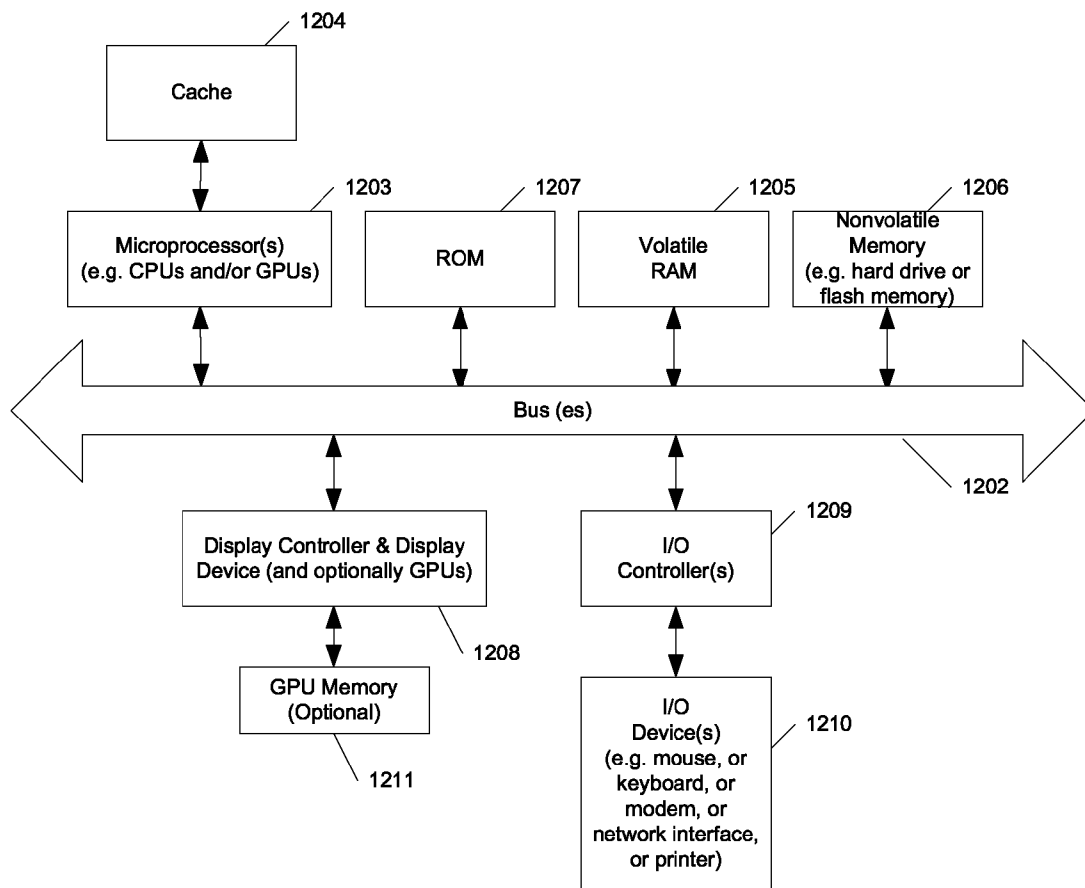 1204
Cache
1203
1207
1205
1206
Microprocessor(s)
(e.g. CPUs and/or GPUs)
ROM
Volatile
RAM
Nonvolatile
Memory
(e.g. hard drive or
flash memory)
Bus (es)
1202
Display Controller & Display
Device (and optionally GPUs)
1208
1209
I/O
Controller(s)
GPU Memory
(Optional)
1211
1210
I/O
Device(s)
(e.g. mouse, or
keyboard, or
modem, or
network interface,
or printer)